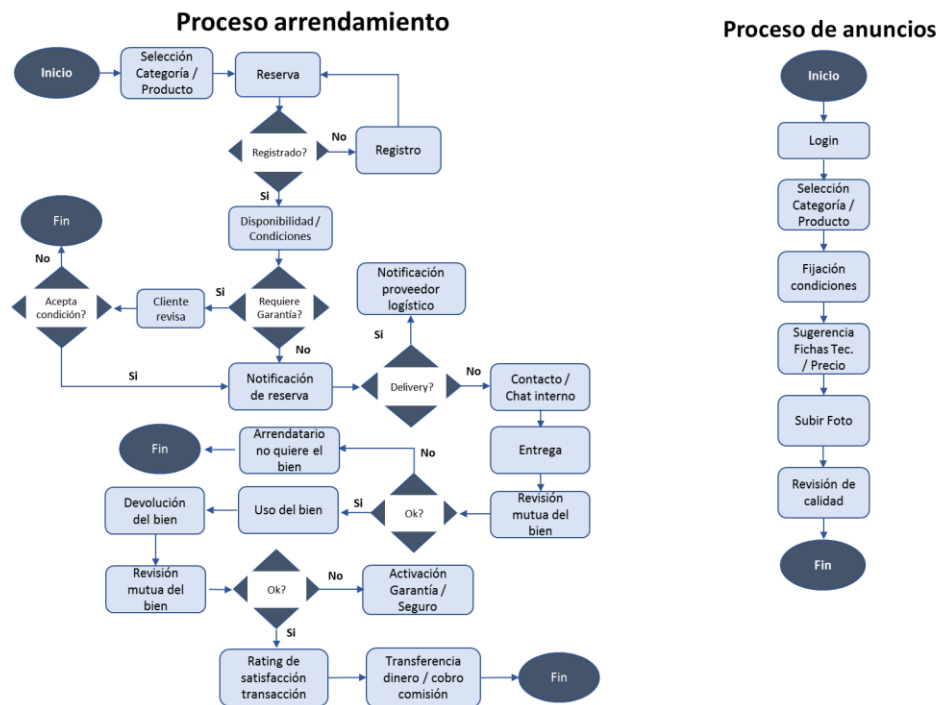 Proceso arrendamiento
Inicio
Selección
Categoría /
Producto
Reserva
Registrado?
No
Registro
Si
Disponibilidad /
Condiciones
Fin
No
Acepta
condición?
Cliente
revisa
Si
Requiere
Garantía?
No
Si
Notificación
de reserva
Notificación
proveedor
logístico
Si
Delivery?
No
Contacto /
Chat interno
Entrega
Revisión
mutua del
bien
Ok?
No
Arrendatario
no quiere el
bien
Fin
Si
Uso del bien
Devolución
del bien
Revisión
mutua del
bien
Ok?
No
Activación
Garantía /
Seguro
Si
Rating de
satisfacción
transacción
Transferencia
dinero / cobro
comisión
Fin
Proceso de anuncios
Inicio
Login
Selección
Categoría /
Producto
Fijación
condiciones
Sugerencia
Fichas Tec.
/ Precio
Subir Foto
Revisión de
calidad
Fin